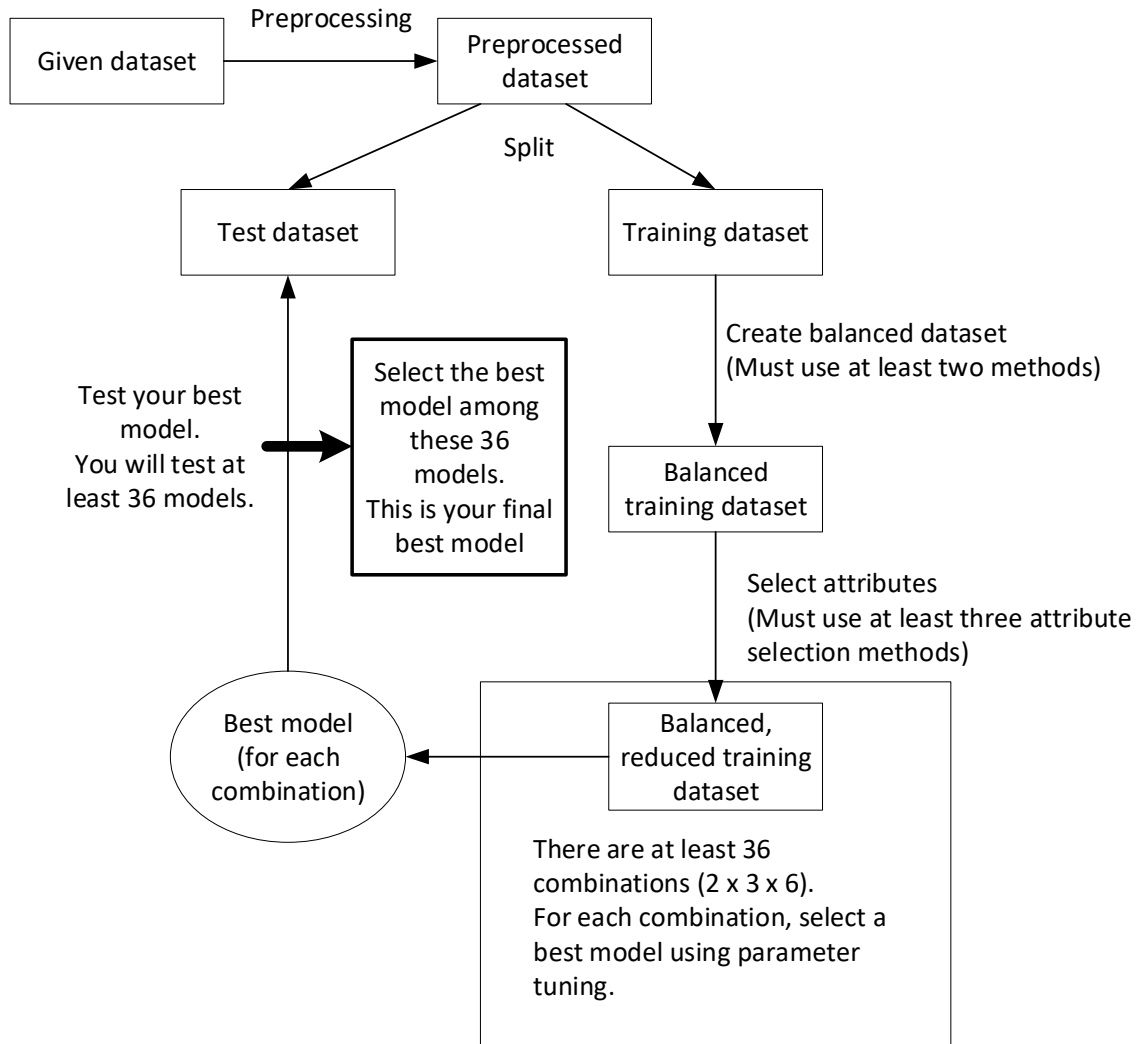 Preprocessing
Given dataset
Preprocessed
dataset
Split
Test dataset
Training dataset
Create balanced dataset
(Must use at least two methods)
Test your best
model.
You will test at
least 36 models.
Select the best
model among
these 36
models.
This is your final
best model
Balanced
training dataset
Select attributes
(Must use at least three attribute
selection methods)
Best model
(for each
combination)
Balanced,
reduced training
dataset
There are at least 36
combinations (2 x 3 x 6).
For each combination, select a
best model using parameter
tuning.